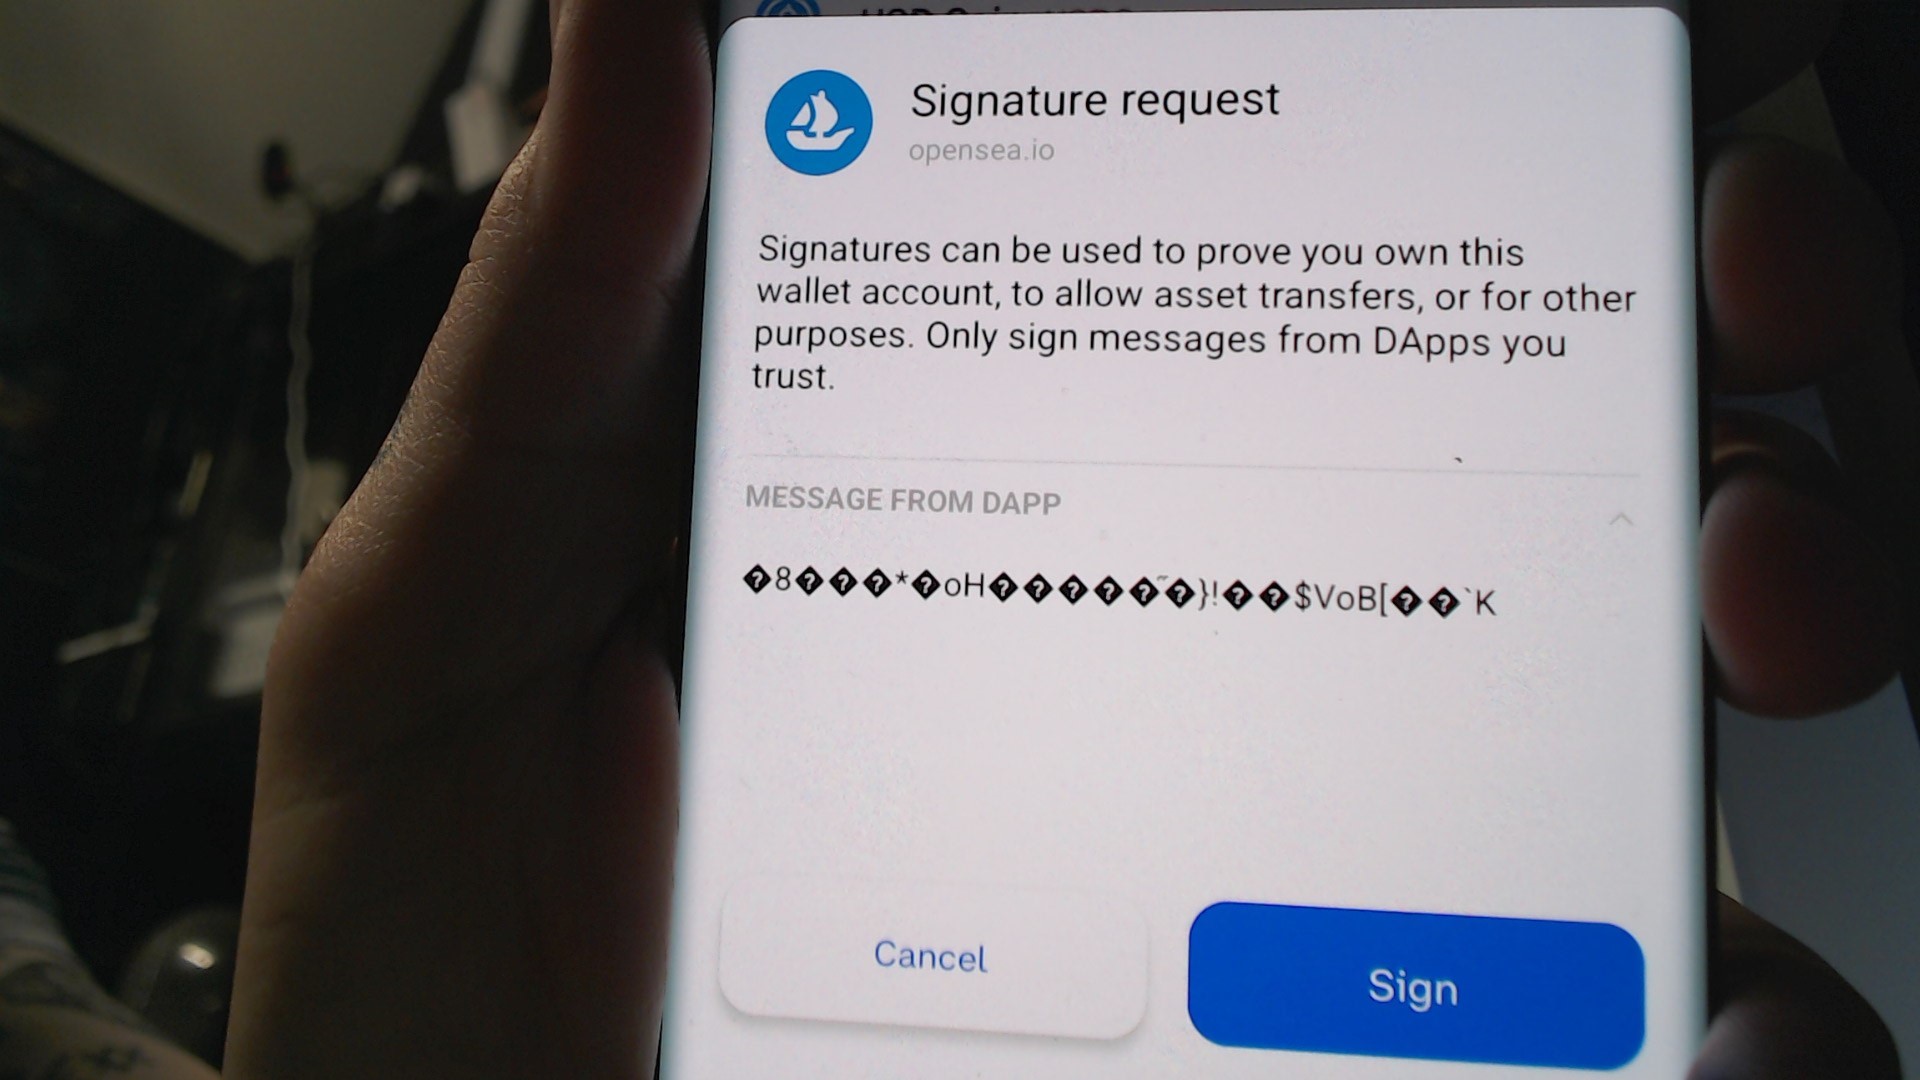 Signature request
opensea.io
Signatures can be used to prove you own this
wallet account, to allow asset transfers, or for other
purposes. Only sign messages from DApps you
trust.
MESSAGE FROM DAPP
�8���*�oH������}!��$VoB[��`K
Cancel
Sign